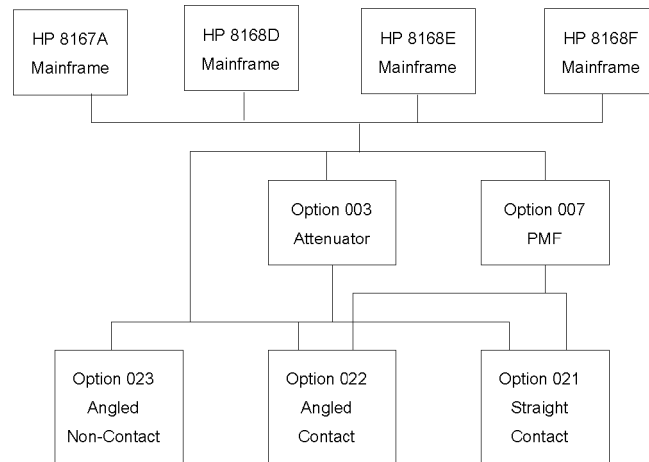 HP 8167A
Mainframe
HP 8168D
Mainframe
HP 8168E
Mainframe
HP 8168F
Mainframe
Option 003
Attenuator
Option 007
PMF
Option 023
Angled
Non-Contact
Option 022
Angled
Contact
Option 021
Straight
Contact